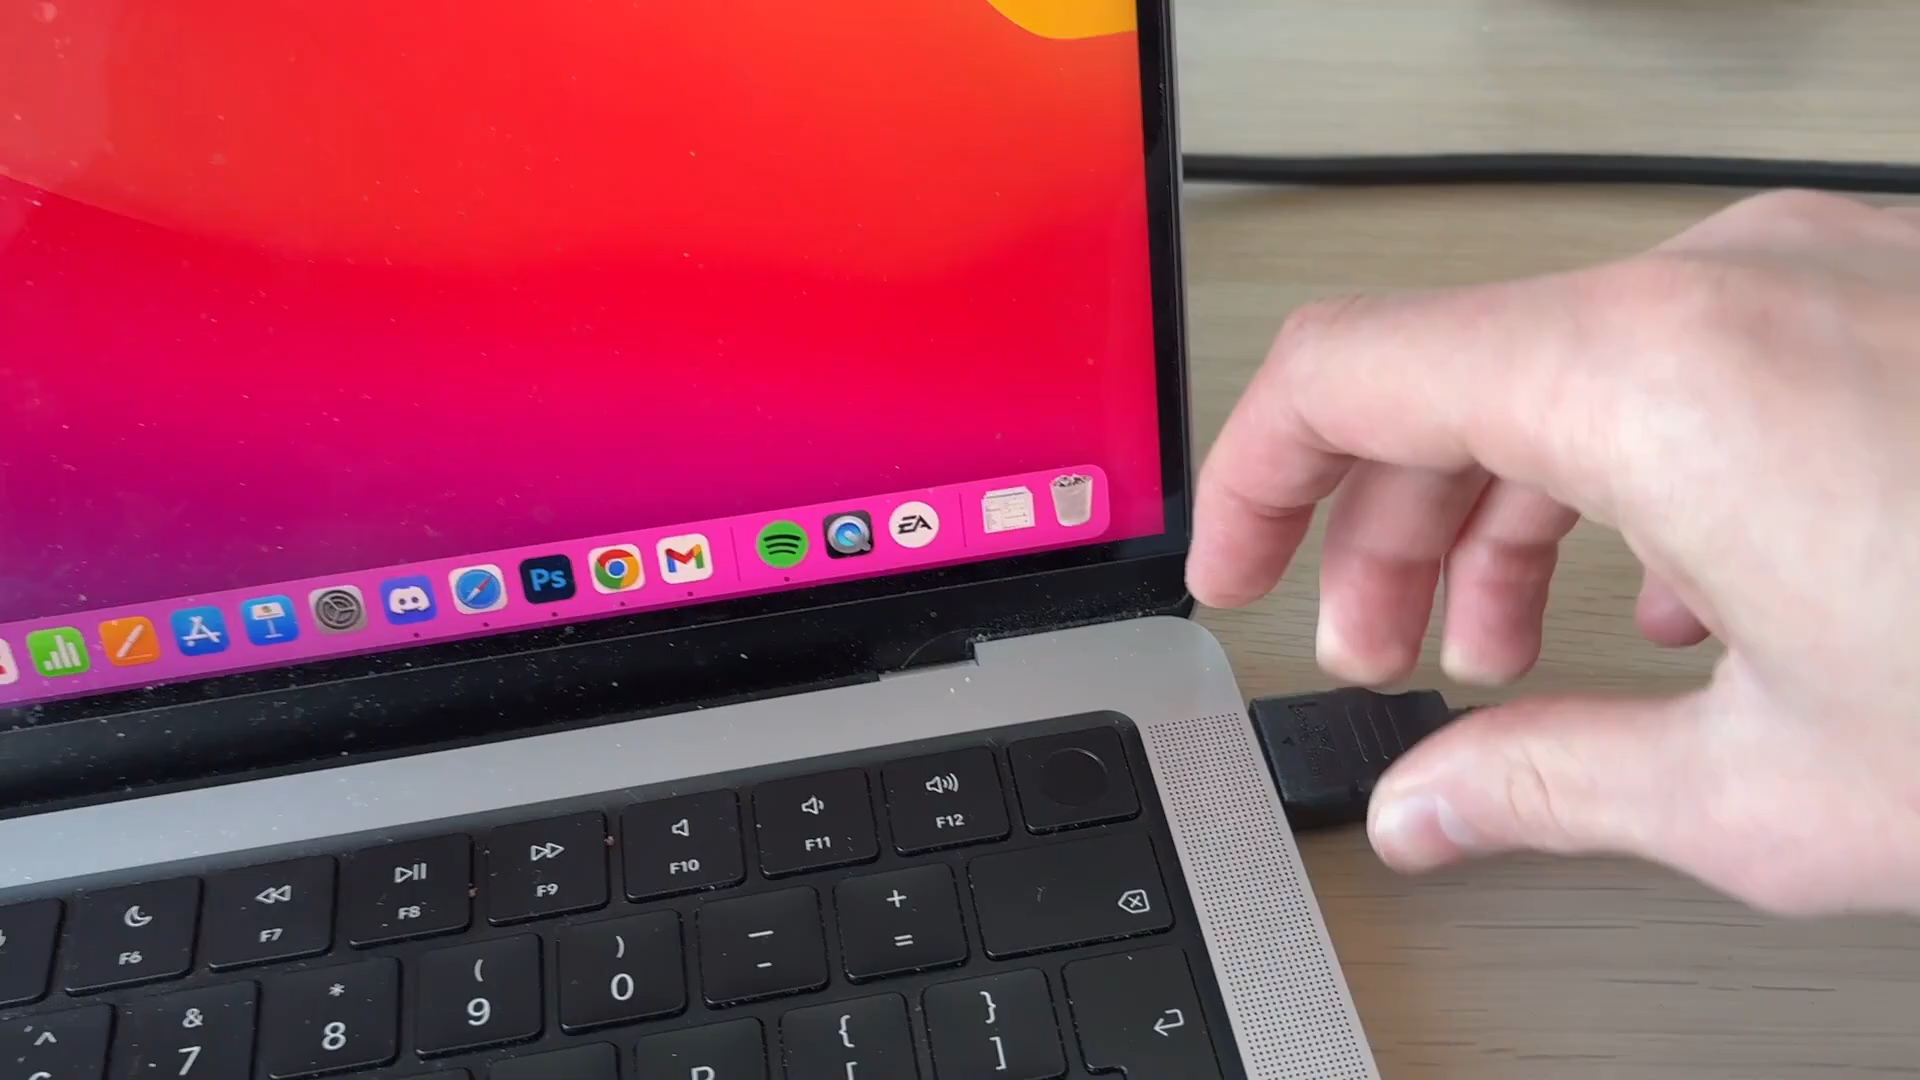 Ps
EA
F6
F7
F8
F9
F10
F11
F12
^
&
7
*
8
(
9
)
0
—
-
+
=
{
[
}
]